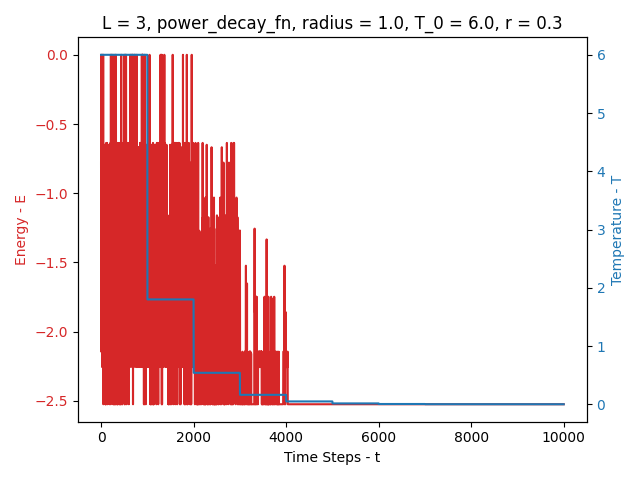 L = 3, power_decay_fn, radius = 1.0, T_0 = 6.0, r = 0.3
Energy - E
0.0
−0.5
−1.0
−1.5
−2.0
−2.5
6
5
4
3
2
1
0
Temperature - T
0 2000 4000 6000 8000 10000
Time Steps - t